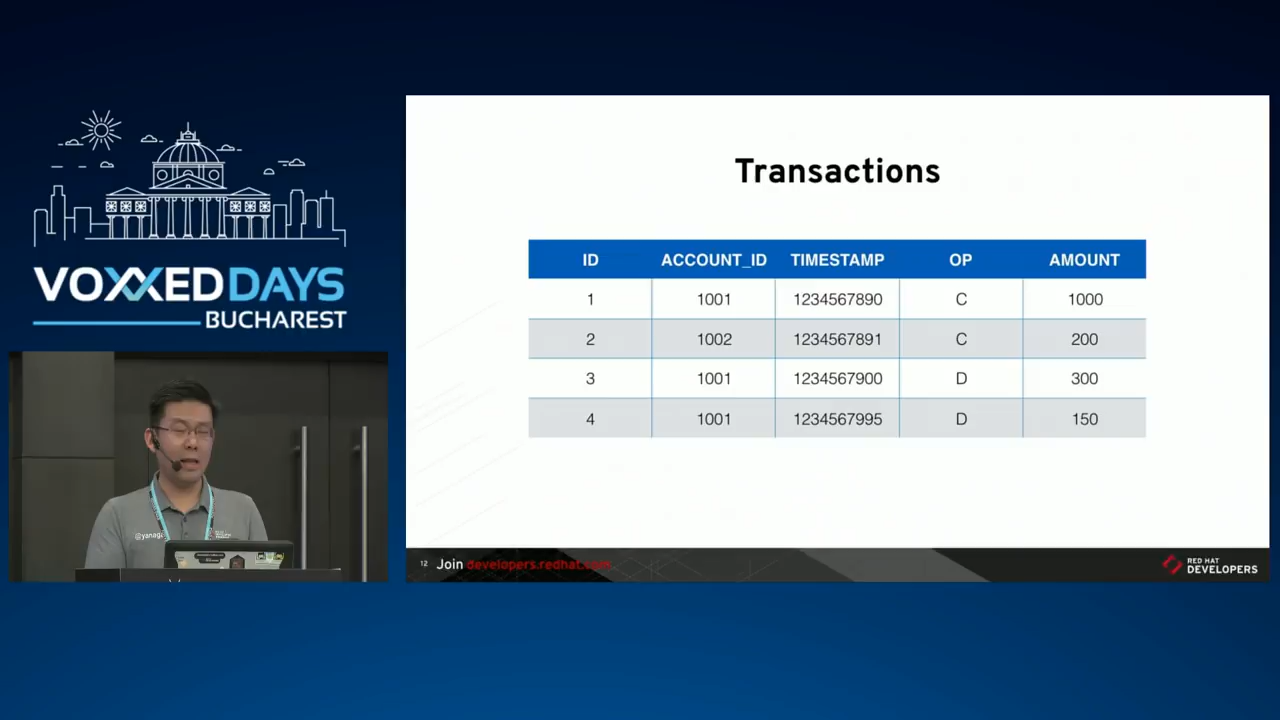 VOXXEDDAYS
BUCHAREST
@yanaga
Transactions
ID ACCOUNT_ID TIMESTAMP OP AMOUNT
1 1001 1234567890 C 1000
2 1002 1234567891 C 200
3 1001 1234567900 D 300
4 1001 1234567995 D 150
12 Join developers.redhat.com
RED HAT
DEVELOPERS